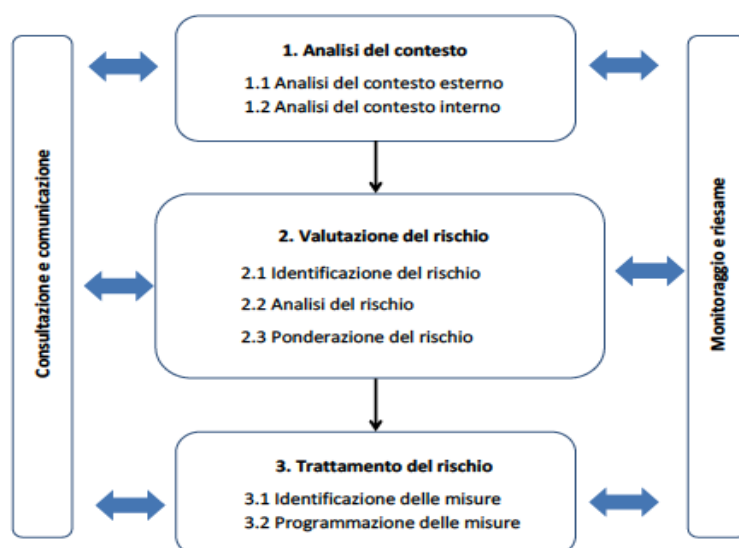 Consultazione e comunicazione
1. Analisi del contesto
1.1 Analisi del contesto esterno
1.2 Analisi del contesto interno
2. Valutazione del rischio
2.1 Identificazione del rischio
2.2 Analisi del rischio
2.3 Ponderazione del rischio
3. Trattamento del rischio
3.1 Identificazione delle misure
3.2 Programmazione delle misure
Monitoraggio e riesame